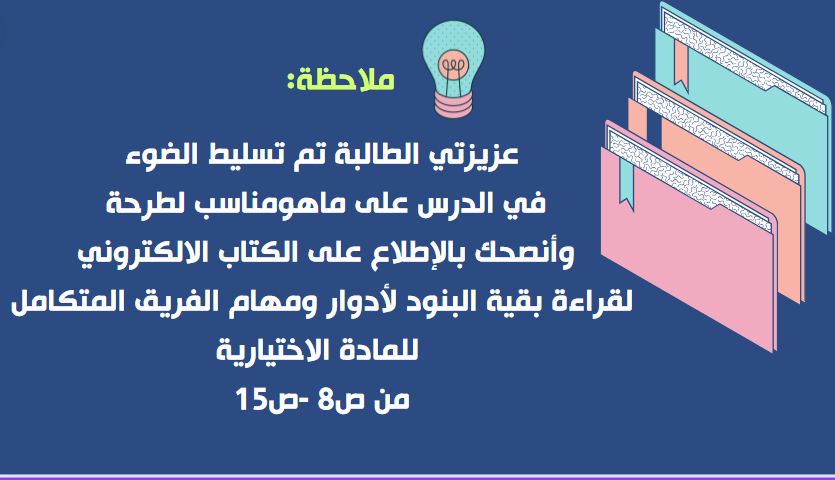 ملاحظة:
عزيزتي الطالبة تم تسليط الضوء
في الدرس على ماهومناسب لطرحة
وأنصحك بالإطلاع على الكتاب الالكتروني
لقراءة بقية البنود لأدوار ومهام الفريق المتكامل
للمادة الاختيارية
من ص8 -ص15